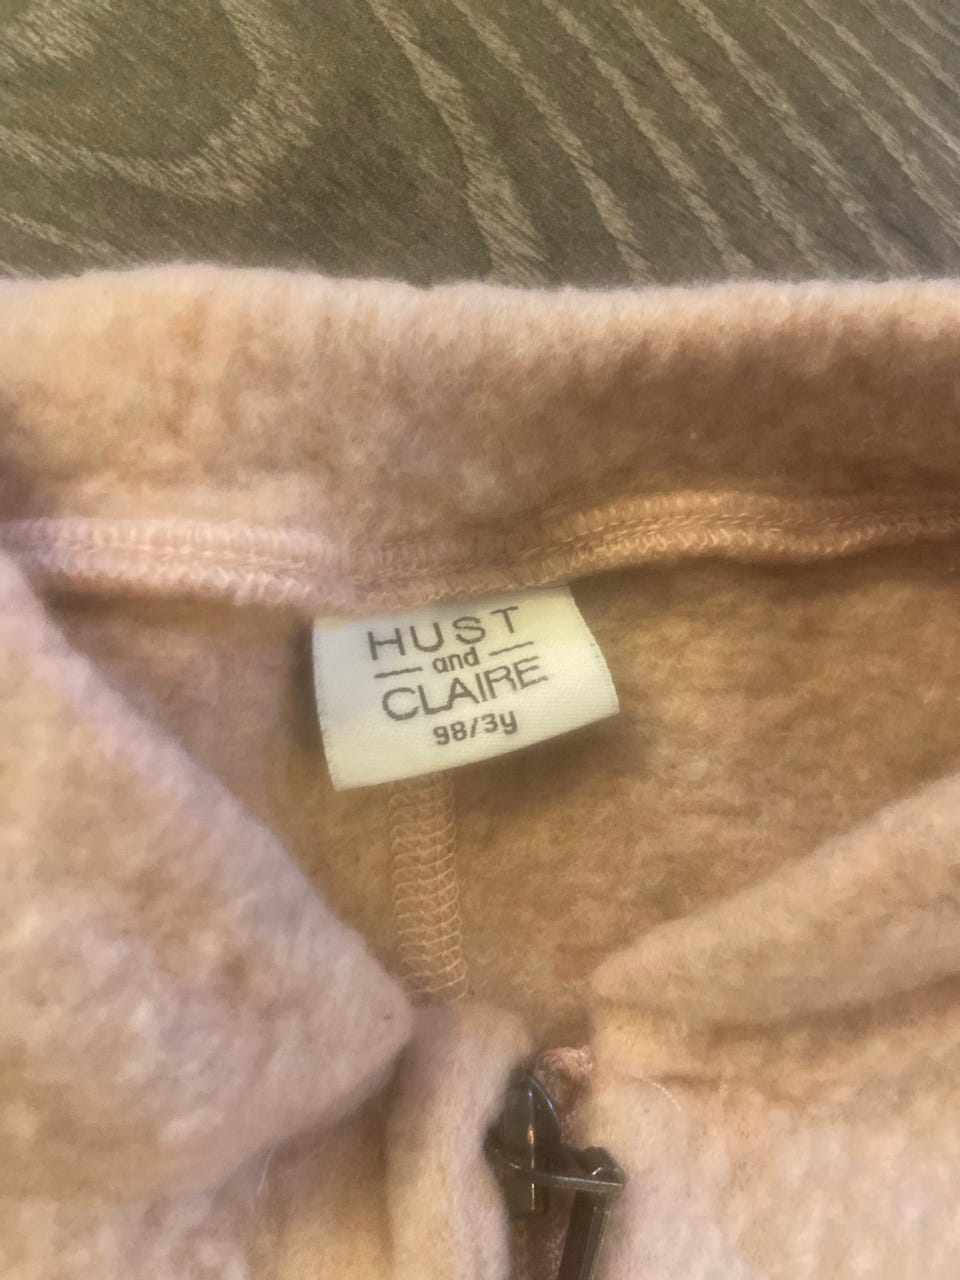 HUST
and
CLAIRE
98/3y